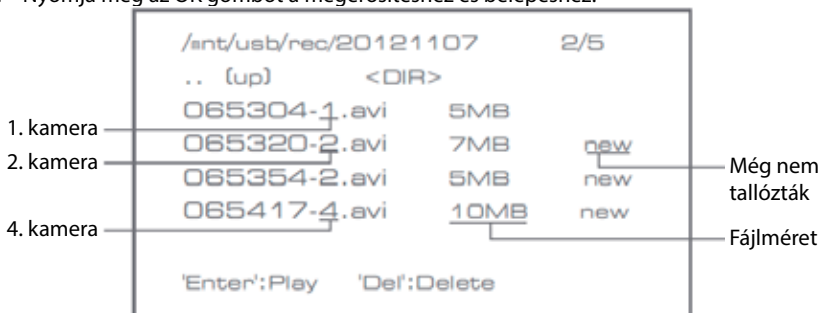 Nyomja meg az OK gombot a megerősítéshez és belépéshez.
/mnt/usb/rec/20121107 2/5
.. (up) <DIR>
065304-1.avi 5MB
1. kamera
065320-2.avi 7MB new
2. kamera
065354-2.avi 5MB new
Még nem
tallózták
065417-4.avi 10MB new
4. kamera
Fájlméret
'Enter':Play 'Del':Delete